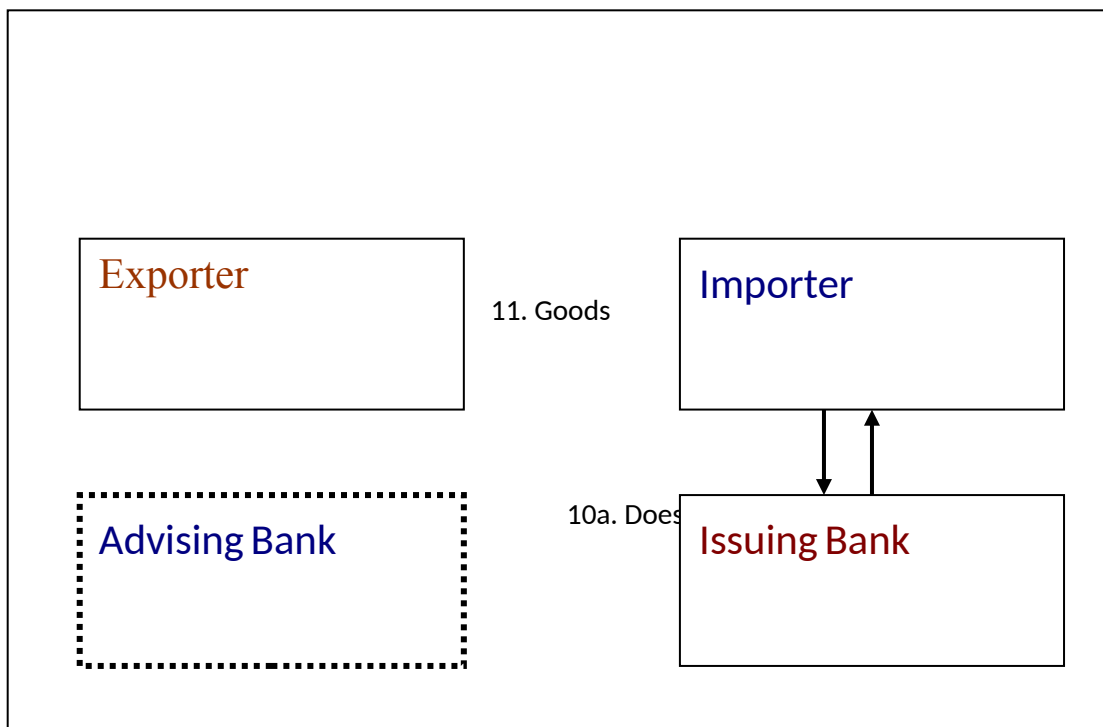 Exporter
Importer
11. Goods
10a. Does
Advising Bank
Issuing Bank